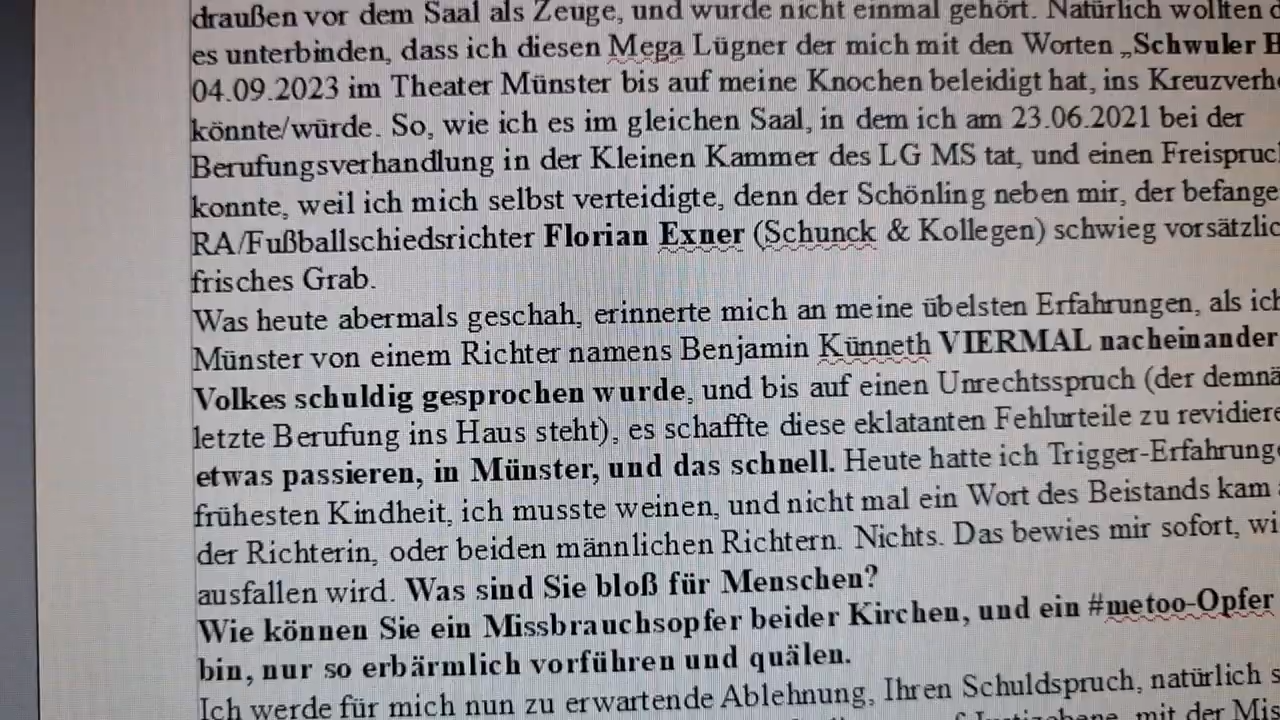 draußen vor dem Saal als Zeuge, und wurde nicht einmal gehört. Natürlich wollten
es unterbinden, dass ich diesen Mega Lügner der mich mit den Worten „Schwuler
04.09.2023 im Theater Münster bis auf meine Knochen beleidigt hat, ins
könnte/würde. So, wie ich es im gleichen Saal, in dem ich am 23.06.2021 bei der
Berufungsverhandlung in der Kleinen Kammer des LG MS tat, und einen
konnte, weil ich mich selbst verteidigte, denn der Schönling neben mir, der
RA/Fußballschiedsrichter Florian Exner (Schunck & Kollegen) schwieg
frisches Grab.
Was heute abermals geschah, erinnerte mich an meine übelsten Erfahrungen, als
Münster von einem Richter namens Benjamin Künneth VIERMAL nacheinander
Volkes schuldig gesprochen wurde, und bis auf einen Unrechtsspruch (der
letzte Berufung ins Haus steht), es schaffte diese eklatanten Fehlurteile zu
etwas passieren, in Münster, und das schnell. Heute hatte ich
frühesten Kindheit, ich musste weinen, und nicht mal ein Wort des Beistands kam
der Richterin, oder beiden männlichen Richtern. Nichts. Das bewies mir sofort,
ausfallen wird. Was sind Sie bloß für Menschen?
Wie können Sie ein Missbrauchsopfer beider Kirchen, und ein #metoo-Opfer
bin, nur so erbärmlich vorführen und quälen.
Ich werde für mich nun zu erwartende Ablehnung, Ihren Schuldspruch, natürlich
mit der